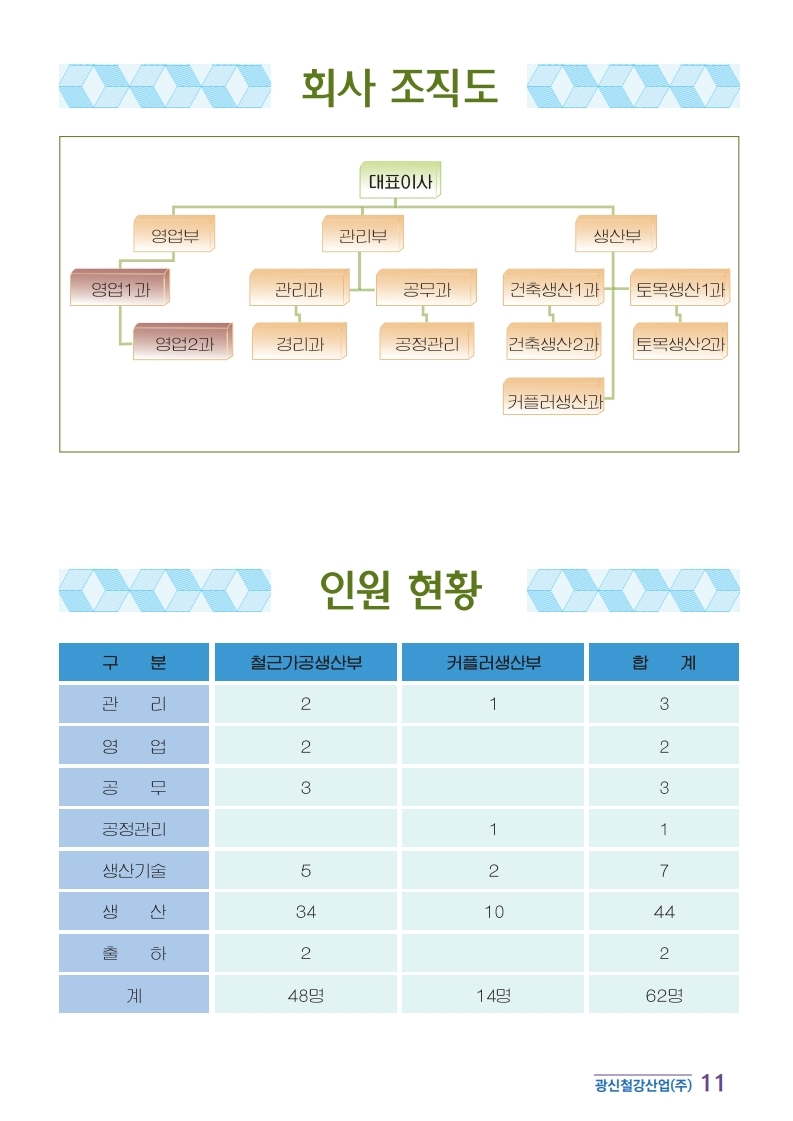 회사 조직도
대표이사
영업부 관리부 생산부
영업1과 관리과 공무과 건축생산1과 토목생산1과
영업2과 경리과 공정관리 건축생산2과 토목생산2과
커플러생산과
인원 현황
구 분 철근가공생산부 커플러생산부 합 계
관 리 2 1 3
영 업 2 2
공 무 3 3
공정관리 1 1
생산기술 5 2 7
생 산 34 10 44
출 하 2 2
계 48명 14명 62명
광신철강산업(주) 11